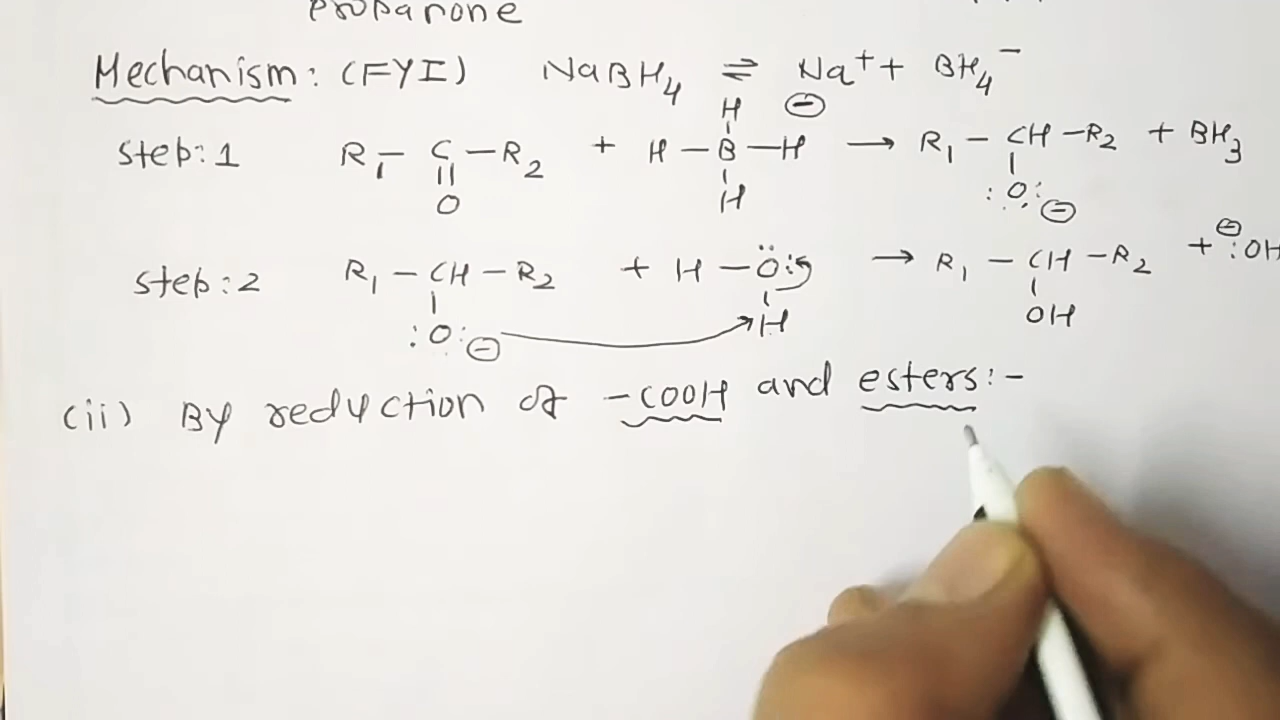 Propanone
Mechanism: (FYI) NaBH4 ⇌ Na⁺ + BH4⁻
Step: 1 R1 – C – R2 + H – B – H → R1 – CH – R2 + BH3
|| O H H ⊖ | :O: ⊖
Step: 2 R1 – CH – R2 + H – O: → R1 – CH – R2 + ⊖:OH
| :O: ⊖ | H | OH
(ii) By reduction of –COOH and esters:–